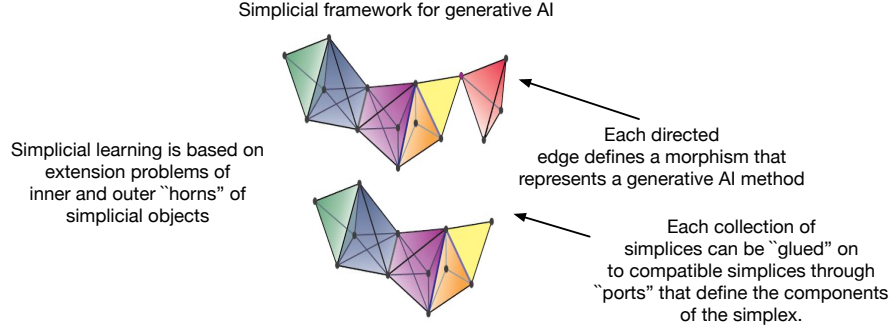 Simplicial framework for generative AI
Each directed
edge defines a morphism that
represents a generative AI method
Simplicial learning is based on
extension problems of
inner and outer ``horns” of
simplicial objects
Each collection of
simplices can be ``glued” on
to compatible simplices through
``ports” that define the components
of the simplex.